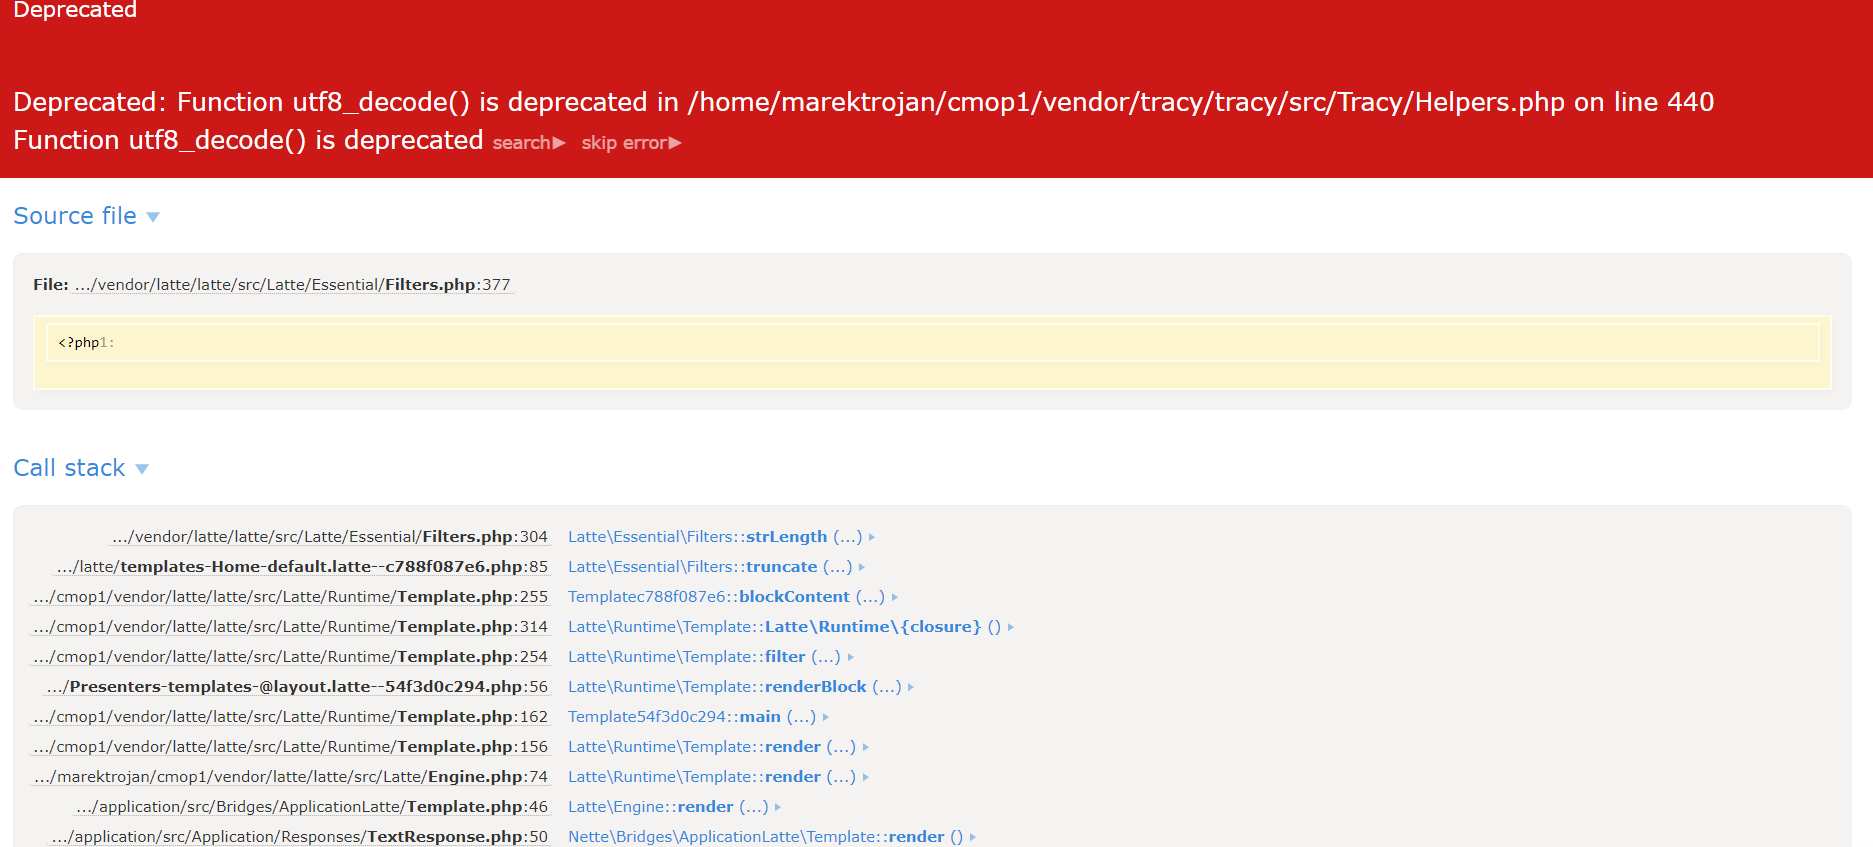 Deprecated
Deprecated: Function utf8_decode() is deprecated in /home/marektrojan/cmop1/vendor/tracy/tracy/src/Tracy/Helpers.php on line 440
Function utf8_decode() is deprecated search► skip error►
Source file ▼
File: .../vendor/latte/latte/src/Latte/Essential/Filters.php:377
<?php1:
Call stack ▼
.../vendor/latte/latte/src/Latte/Essential/Filters.php:304 Latte\Essential\Filters::strLength (...) ▸
.../latte/templates-Home-default.latte--c788f087e6.php:85 Latte\Essential\Filters::truncate (...) ▸
.../cmop1/vendor/latte/latte/src/Latte/Runtime/Template.php:255 Templatec788f087e6::blockContent (...) ▸
.../cmop1/vendor/latte/latte/src/Latte/Runtime/Template.php:314 Latte\Runtime\Template::Latte\Runtime\{closure} () ▸
.../cmop1/vendor/latte/latte/src/Latte/Runtime/Template.php:254 Latte\Runtime\Template::filter (...) ▸
.../Presenters-templates-@layout.latte--54f3d0c294.php:56 Latte\Runtime\Template::renderBlock (...) ▸
.../cmop1/vendor/latte/latte/src/Latte/Runtime/Template.php:162 Template54f3d0c294::main (...) ▸
.../cmop1/vendor/latte/latte/src/Latte/Runtime/Template.php:156 Latte\Runtime\Template::render (...) ▸
.../marektrojan/cmop1/vendor/latte/latte/src/Latte/Engine.php:74 Latte\Runtime\Template::render (...) ▸
.../application/src/Bridges/ApplicationLatte/Template.php:46 Latte\Engine::render (...) ▸
.../application/src/Application/Responses/TextResponse.php:50 Nette\Bridges\ApplicationLatte\Template::render () ▸